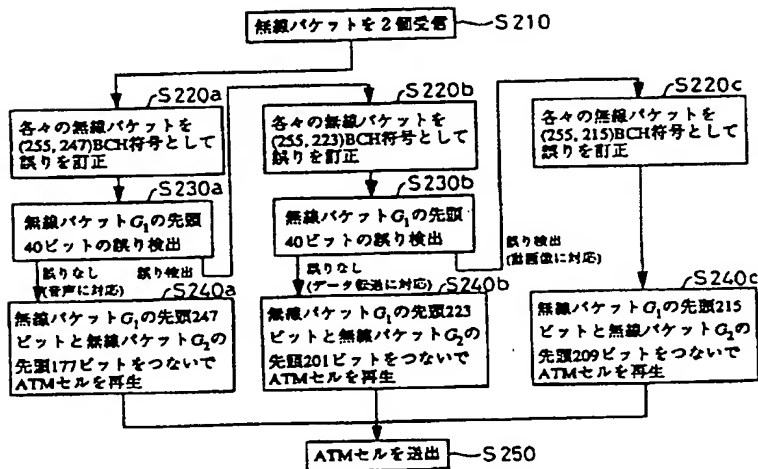 無線パケットを2個受信
S210
S220a
各々の無線パケットを
(255,247)BCH符号として
誤りを訂正
S230a
無線パケットG1の先頭
40ビットの誤り検出
誤りなし
(音声に対応)
誤り検出
S240a
無線パケットG1の先頭247
ビットと無線パケットG2の
先頭177ビットをつないで
ATMセルを再生
S220b
各々の無線パケットを
(255,223)BCH符号として
誤りを訂正
S230b
無線パケットG1の先頭
40ビットの誤り検出
誤りなし
(データ伝送に対応)
誤り検出
(動画像に対応)
S240b
無線パケットG1の先頭223
ビットと無線パケットG2の
先頭201ビットをつないで
ATMセルを再生
S220c
各々の無線パケットを
(255,215)BCH符号として
誤りを訂正
S240c
無線パケットG1の先頭215
ビットと無線パケットG2の
先頭209ビットをつないで
ATMセルを再生
ATMセルを送出
S250